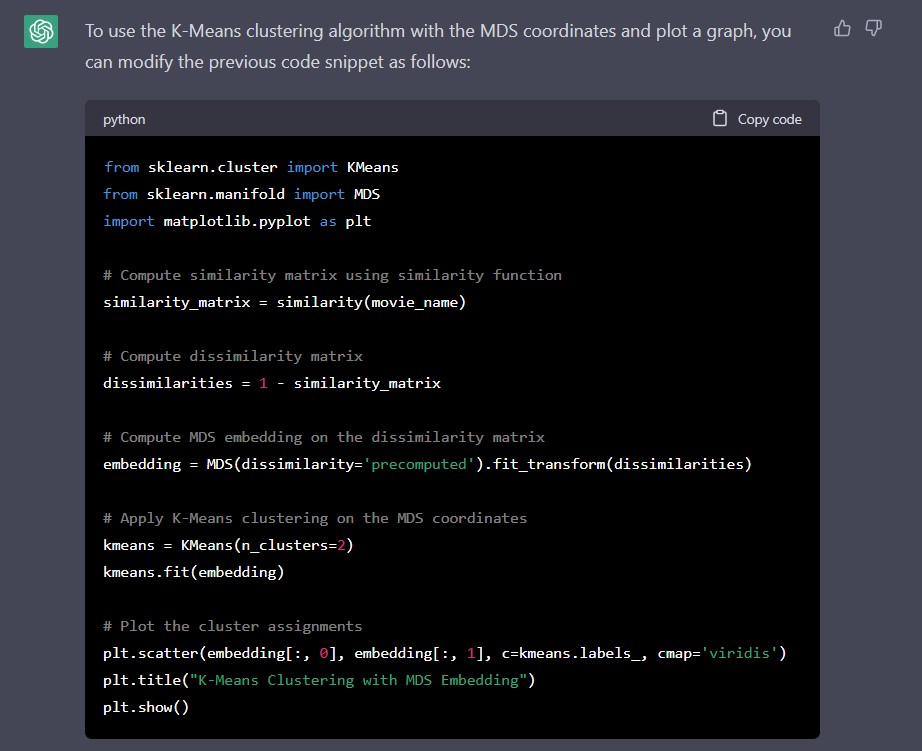 To use the K-Means clustering algorithm with the MDS coordinates and plot a graph, you
can modify the previous code snippet as follows:
python
Copy code
from sklearn.cluster import KMeans
from sklearn.manifold import MDS
import matplotlib.pyplot as plt
# Compute similarity matrix using similarity function
similarity_matrix = similarity(movie_name)
# Compute dissimilarity matrix
dissimilarities = 1 - similarity_matrix
# Compute MDS embedding on the dissimilarity matrix
embedding = MDS(dissimilarity='precomputed').fit_transform(dissimilarities)
# Apply K-Means clustering on the MDS coordinates
kmeans = KMeans(n_clusters=2)
kmeans.fit(embedding)
# Plot the cluster assignments
plt.scatter(embedding[:, 0], embedding[:, 1], c=kmeans.labels_, cmap='viridis')
plt.title("K-Means Clustering with MDS Embedding")
plt.show()